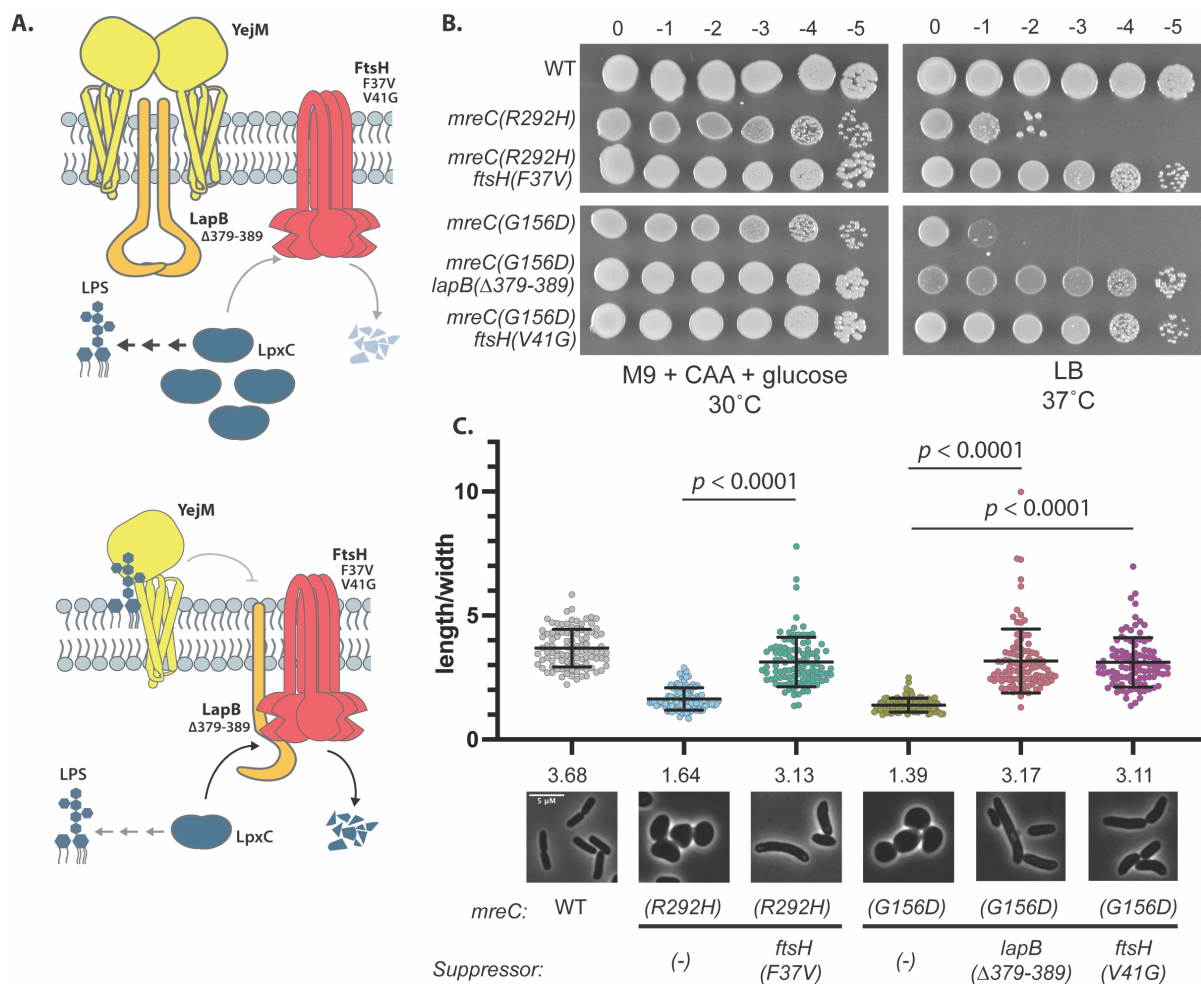 A.
YejM
FtsH
F37V
V41G
LapB
Δ379-389
LPS
LpxC
YejM
FtsH
F37V
V41G
LapB
Δ379-389
LPS
LpxC
B.
0 -1 -2 -3 -4 -5
0 -1 -2 -3 -4 -5
WT
mreC(R292H)
mreC(R292H)
ftsH(F37V)
mreC(G156D)
mreC(G156D)
lapB(Δ379-389)
mreC(G156D)
ftsH(V41G)
M9 + CAA + glucose
30˚C
LB
37˚C
C.
p < 0.0001
p < 0.0001
p < 0.0001
length/width
10
5
0
3.68 1.64 3.13 1.39 3.17 3.11
5 µM
mreC: WT (R292H) (R292H) (G156D) (G156D) (G156D)
Suppressor: (-) ftsH (-) lapB ftsH
(F37V) (Δ379-389) (V41G)